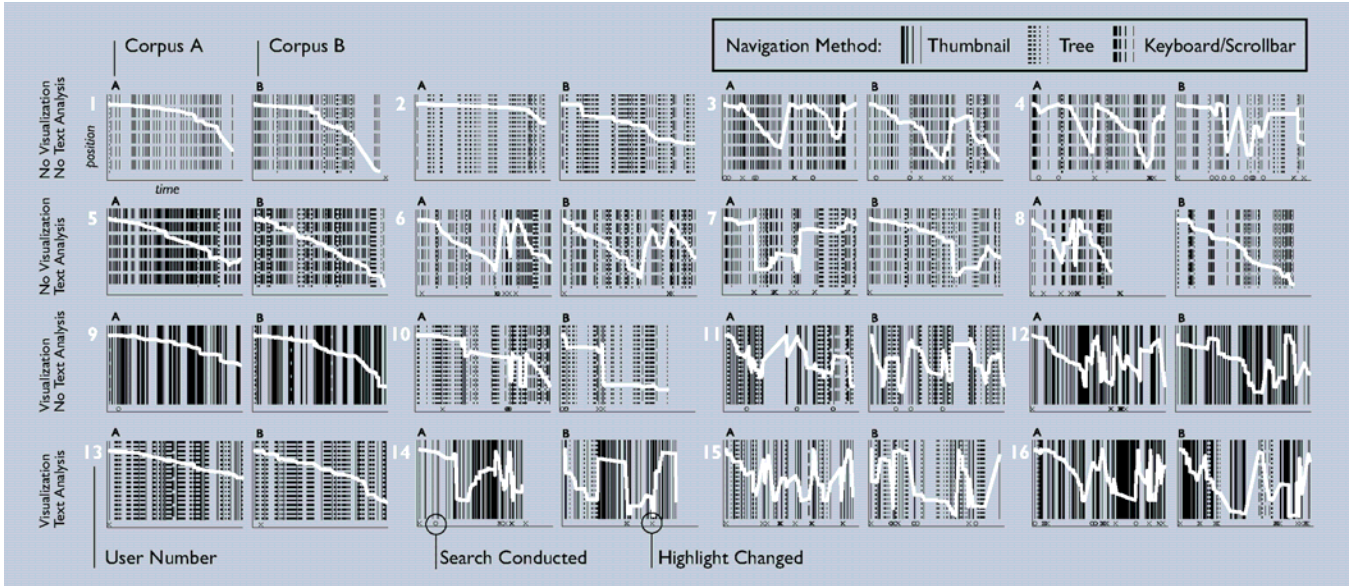 Corpus A
Corpus B
Navigation Method:
Thumbnail
Tree
Keyboard/Scrollbar
No Visualization
No Text Analysis
position
time
1
A
B
2
A
B
3
A
B
4
A
B
No Visualization
Text Analysis
5
A
B
6
A
B
7
A
B
8
A
B
Visualization
No Text Analysis
9
A
B
10
A
B
11
A
B
12
A
B
Visualization
Text Analysis
13
A
B
14
A
B
15
A
B
16
A
B
User Number
Search Conducted
Highlight Changed